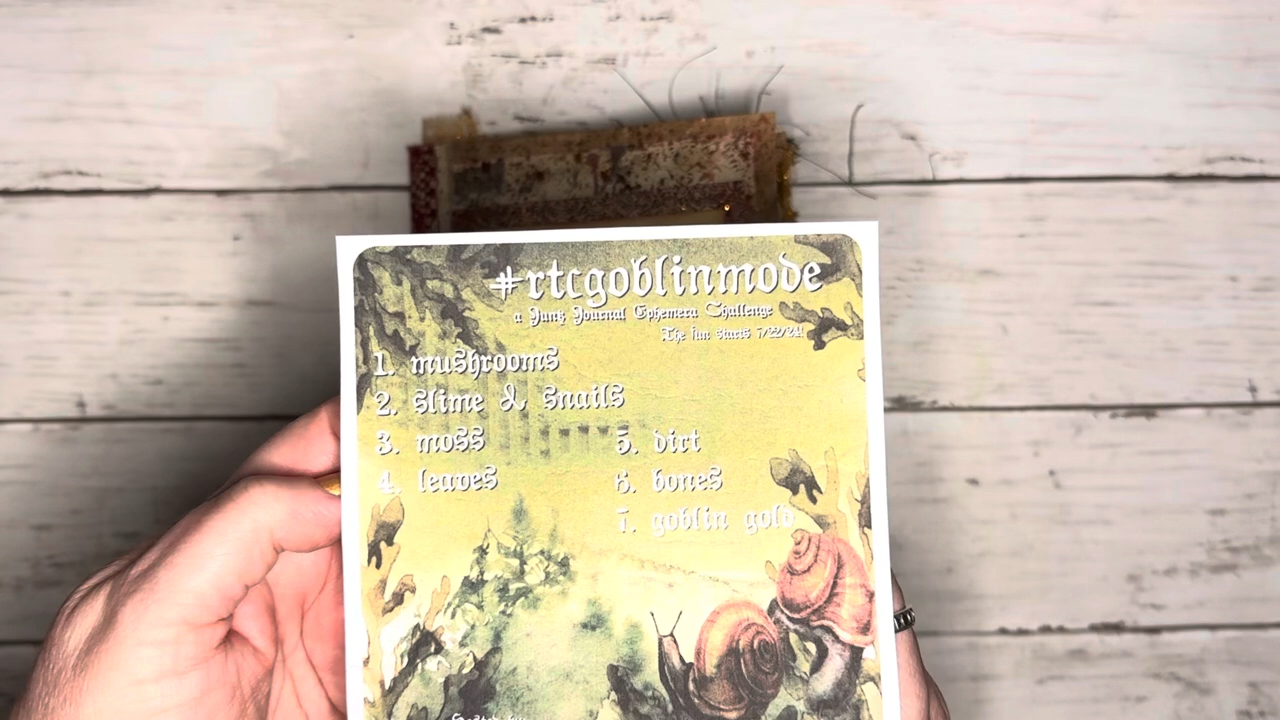 #rtcgoblinmode
a Junk Journal Ephemera Challenge
The fun starts 7/22/24!
1. mushrooms
2. slime & snails
3. moss
4. leaves
5. dirt
6. bones
7. goblin gold